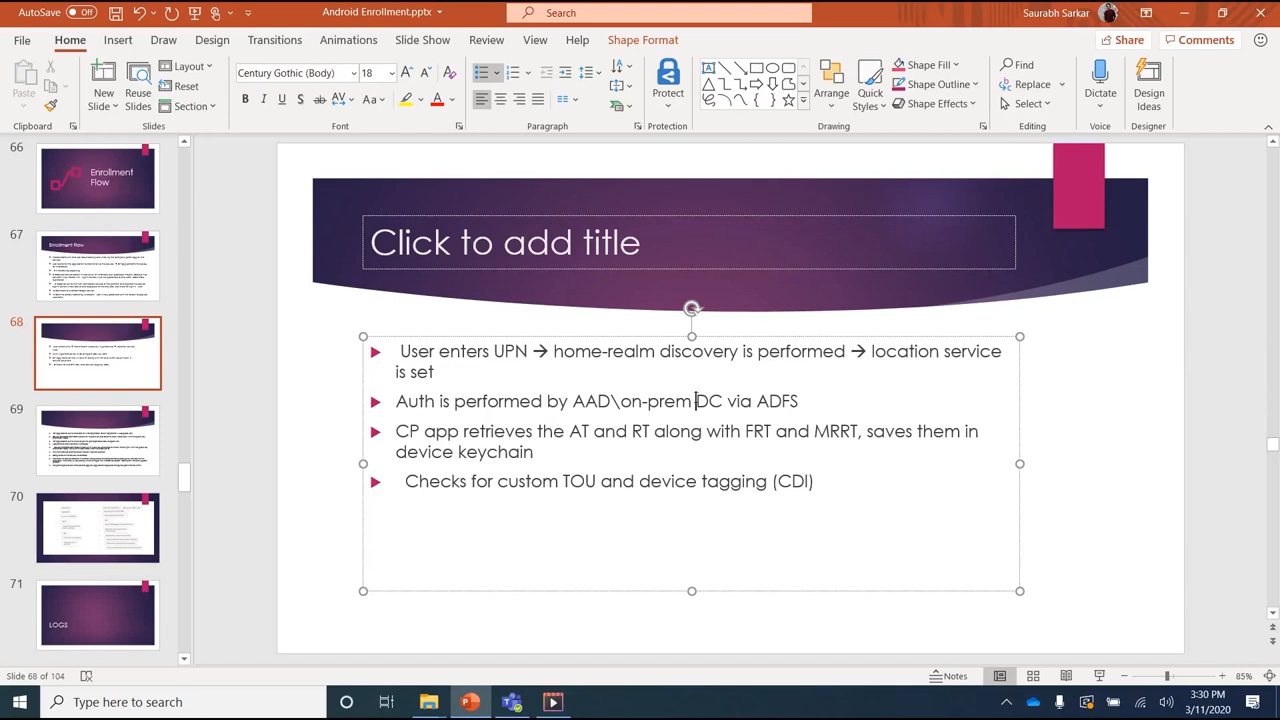 AutoSave Off
Android Enrollment.pptx
Search
Saurabh Sarkar
File Home Insert Draw Design Transitions Animations Slide Show Review View Help Shape Format
Share Comments
Paste
New Slide
Reuse Slides
Layout
Reset
Section
Century Gothic (Body) 18
B I U S ab AV Aa A
Protect
Arrange
Quick Styles
Shape Fill
Shape Outline
Shape Effects
Find
Replace
Select
Dictate
Design Ideas
Clipboard Slides Font Paragraph Protection Drawing Editing Voice Designer
66
Enrollment Flow
67
Enrollment Flow
68
69
70
71
LOGS
Click to add title
User enters UPN → home-realm discovery is performed → location service
is set
Auth is performed by AAD\on-prem DC via ADFS
CP app retrieves the AT and RT along with FRT and MRRT, saves them in
device keychain
Checks for custom TOU and device tagging (CDI)
Slide 68 of 104
Notes
85%
Type here to search
3:30 PM
3/11/2020